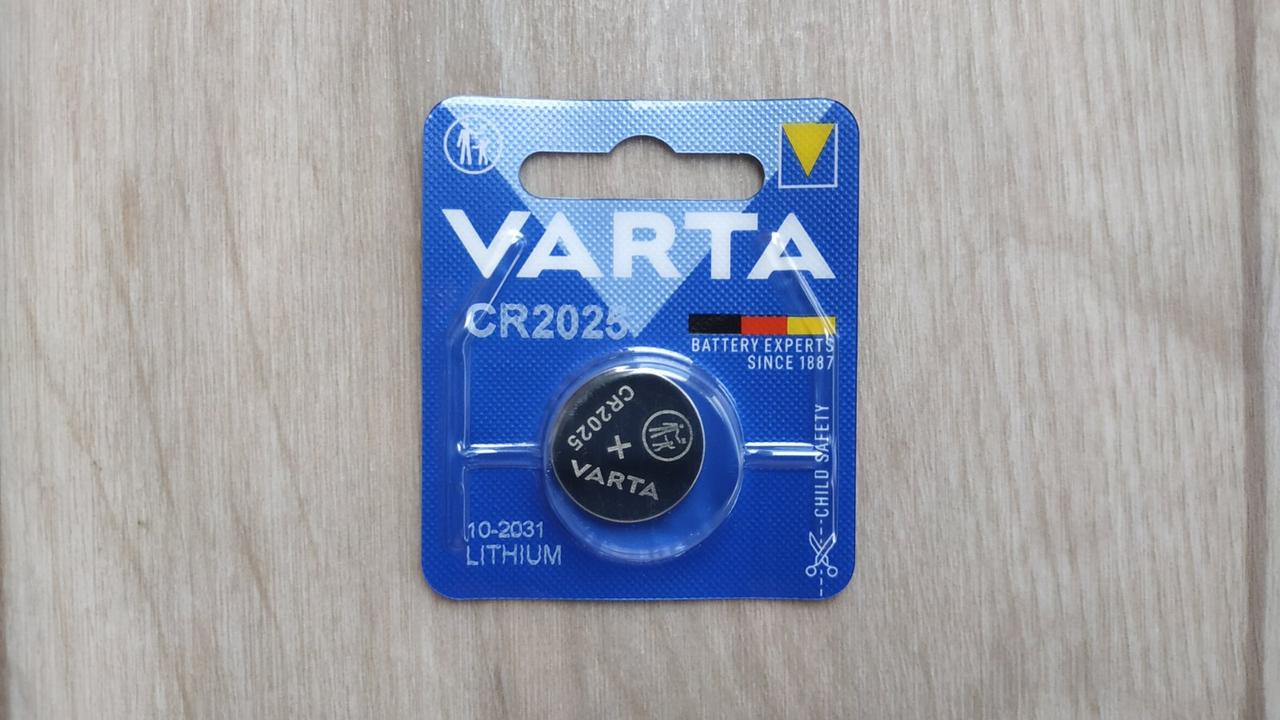 VARTA
CR2025
BATTERY EXPERTS
SINCE 1887
CR2025
+
VARTA
CHILD SAFETY
10-2031
LITHIUM